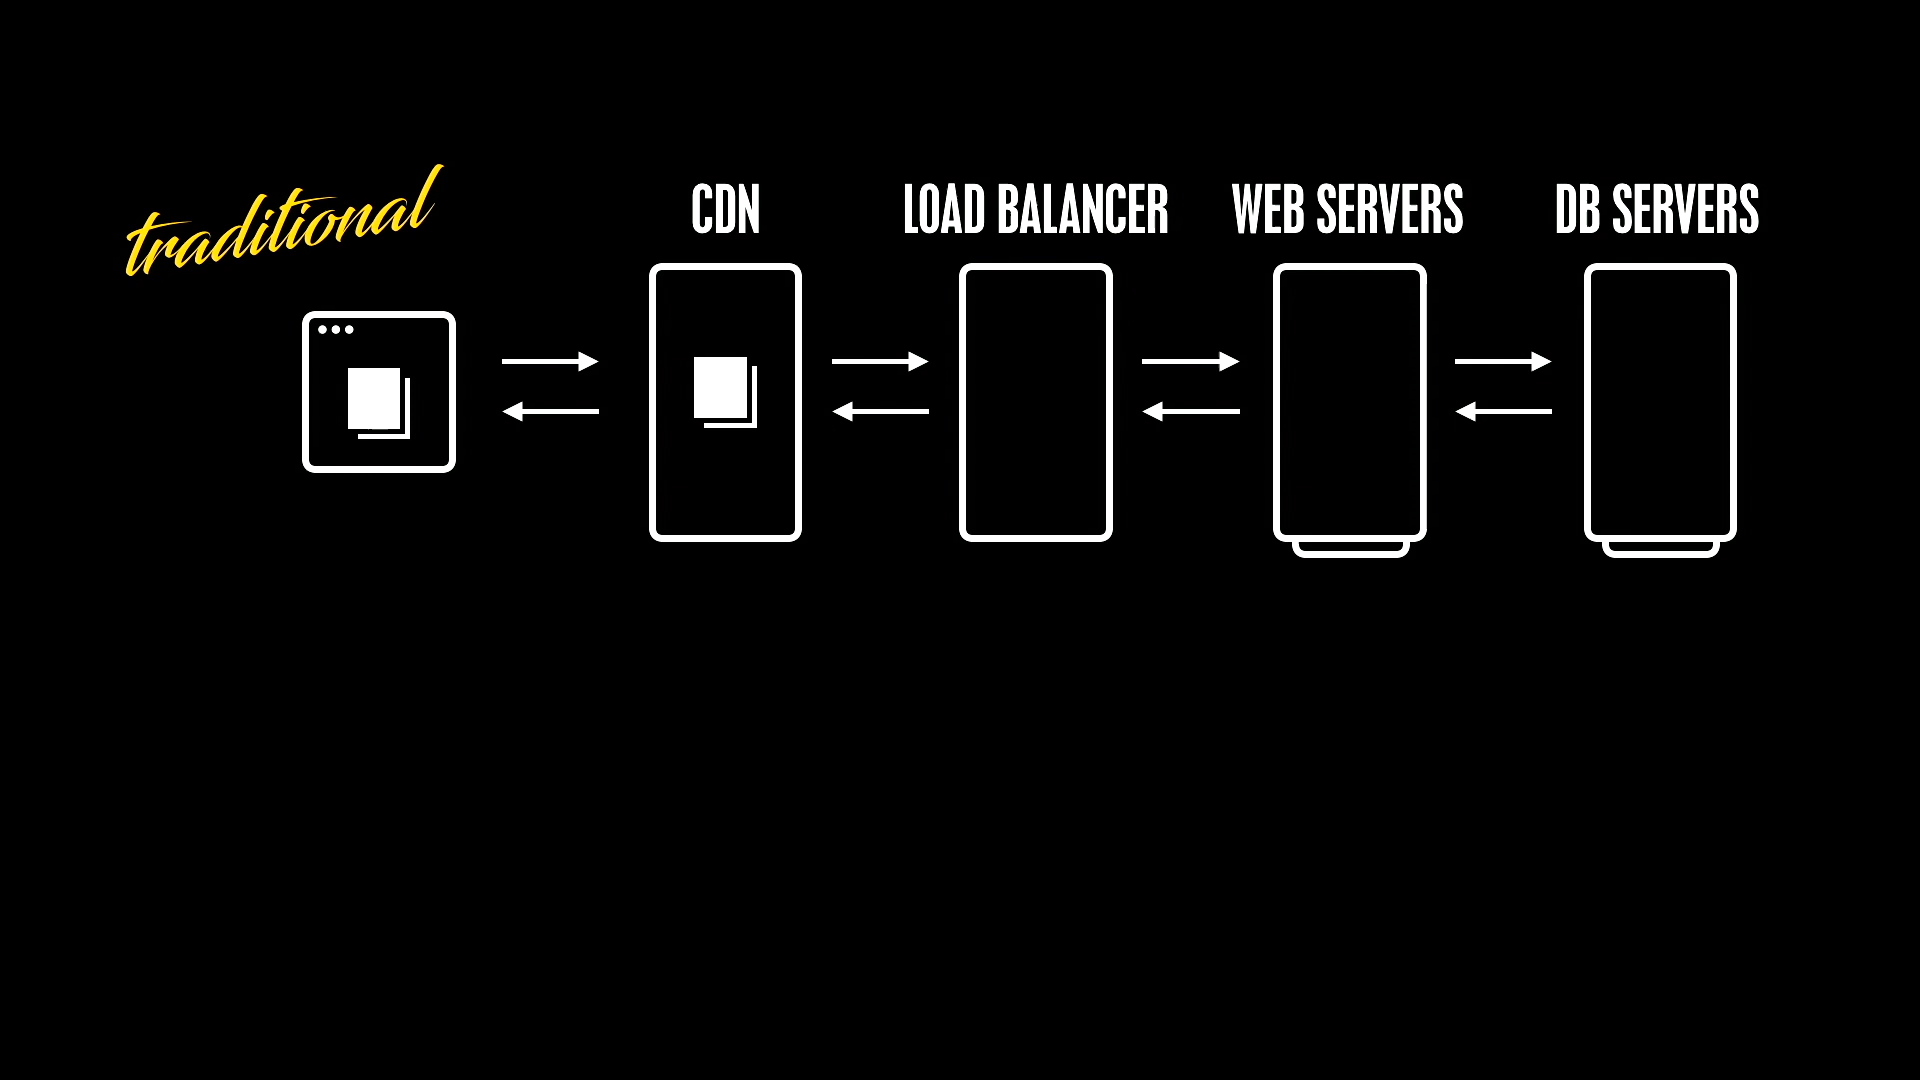 traditional
CDN
LOAD BALANCER
WEB SERVERS
DB SERVERS